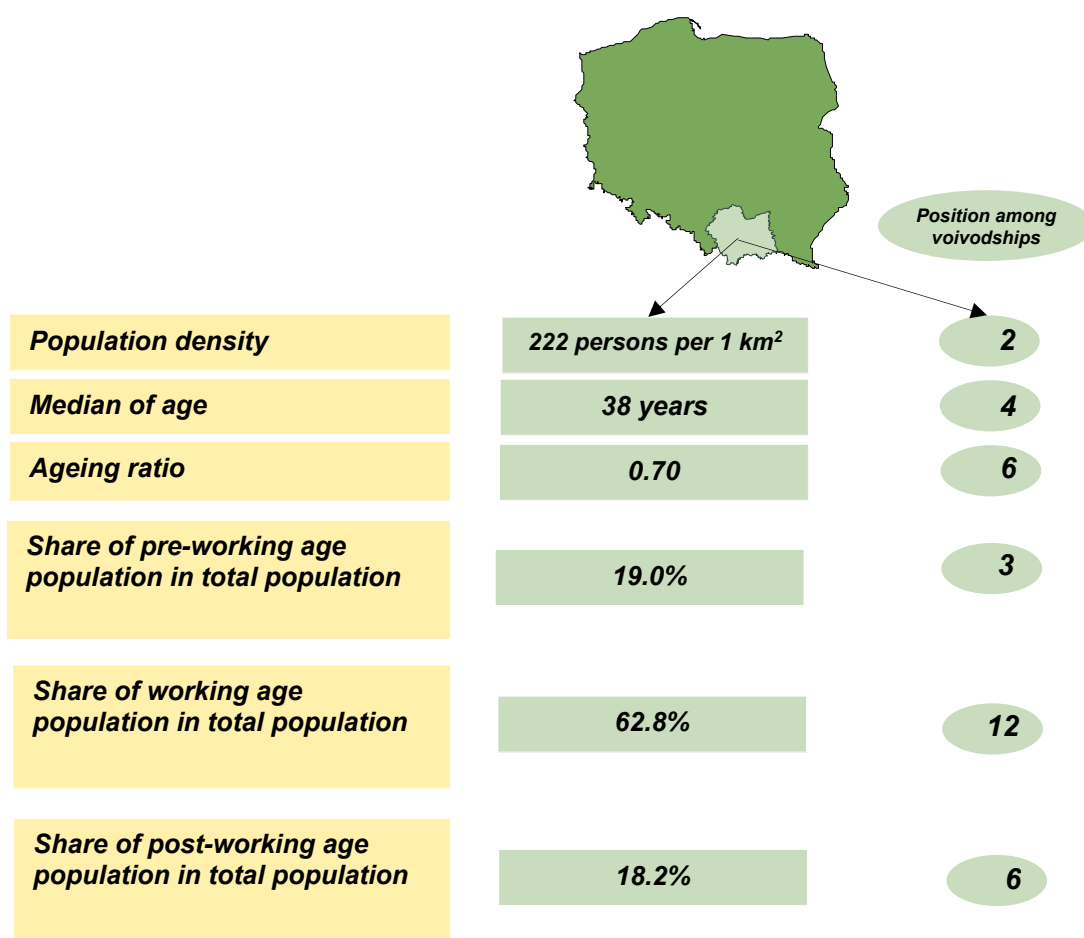 Position among
voivodships
Population density
222 persons per 1 km²
2
Median of age
38 years
4
Ageing ratio
0.70
6
Share of pre-working age
population in total population
19.0%
3
Share of working age
population in total population
62.8%
12
Share of post-working age
population in total population
18.2%
6